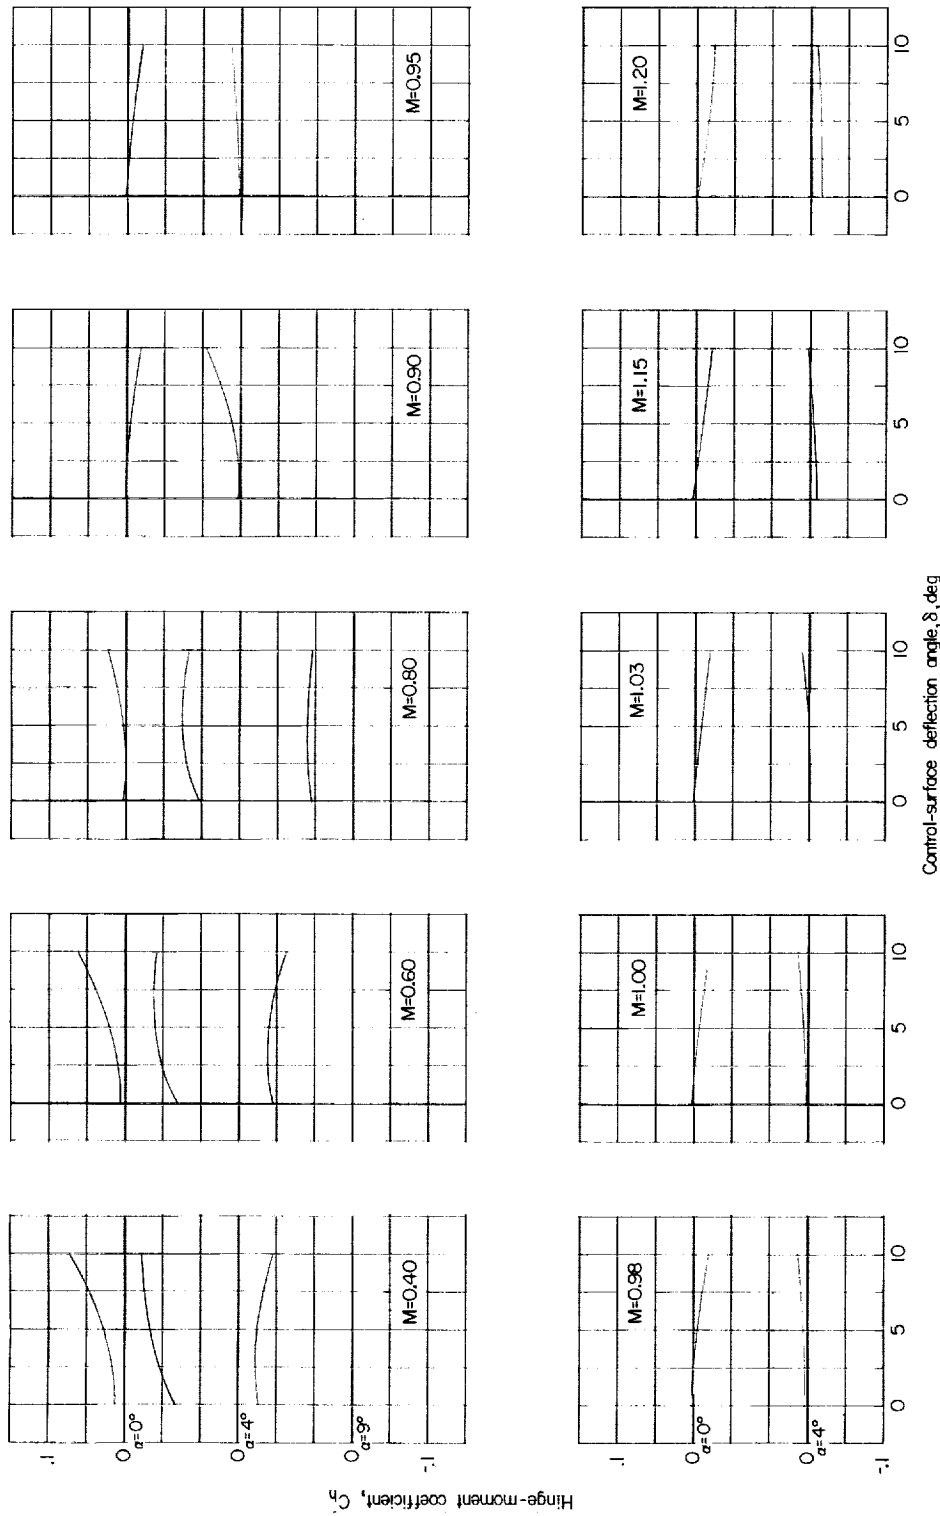 Hinge-moment coefficient, Cₕ
.1
0
α=0°
0
α=4°
0
α=9°
-.1
M=0.40
M=0.60
M=0.80
M=0.90
M=0.95
.1
0
α=0°
0
α=4°
-.1
M=0.98
M=1.00
M=1.03
M=1.15
M=1.20
0 5 10
0 5 10
0 5 10
0 5 10
0 5 10
Control-surface deflection angle, δ, deg